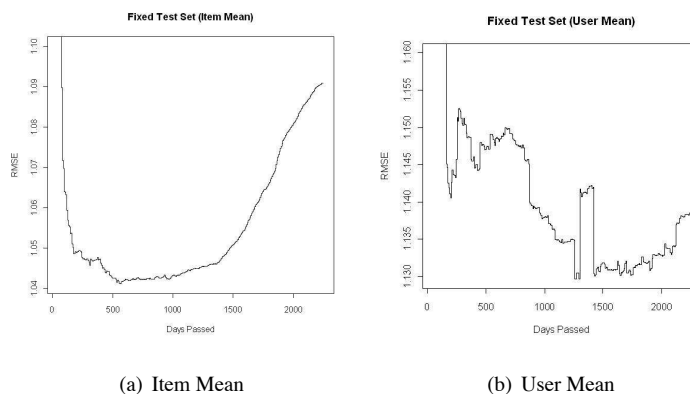 Fixed Test Set (Item Mean)
RMSE
1.10
1.09
1.08
1.07
1.06
1.05
1.04
0 500 1000 1500 2000
Days Passed
(a) Item Mean
Fixed Test Set (User Mean)
RMSE
1.160
1.155
1.150
1.145
1.140
1.135
1.130
0 500 1000 1500 2000
Days Passed
(b) User Mean